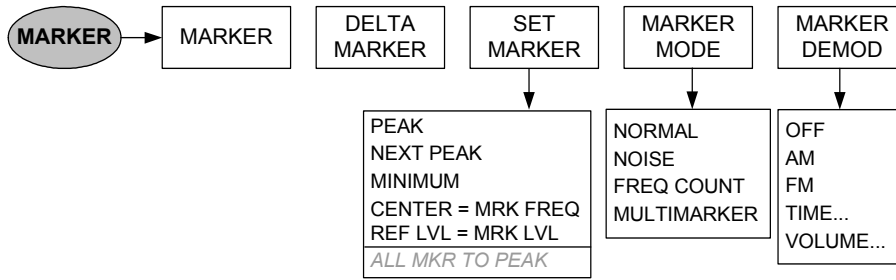 MARKER
MARKER
DELTA
MARKER
SET
MARKER
MARKER
MODE
MARKER
DEMOD
PEAK
NEXT PEAK
MINIMUM
CENTER = MRK FREQ
REF LVL = MRK LVL
ALL MKR TO PEAK
NORMAL
NOISE
FREQ COUNT
MULTIMARKER
OFF
AM
FM
TIME...
VOLUME...